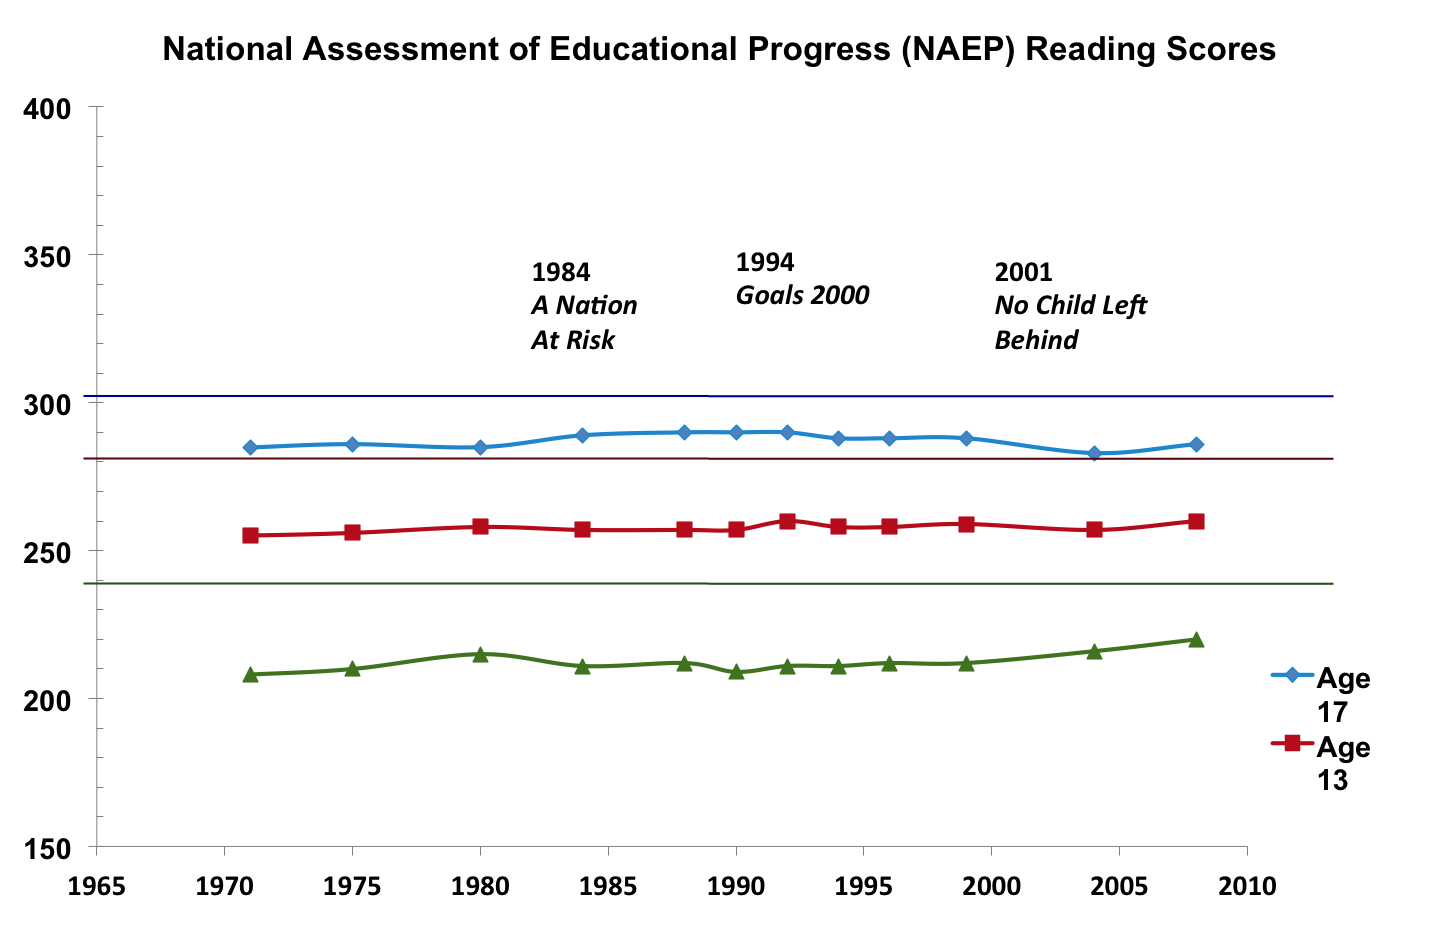 National Assessment of Educational Progress (NAEP) Reading Scores
400
350
300
250
200
150
1984
A Nation
At Risk
1994
Goals 2000
2001
No Child Left
Behind
Age
17
Age
13
1965 1970 1975 1980 1985 1990 1995 2000 2005 2010